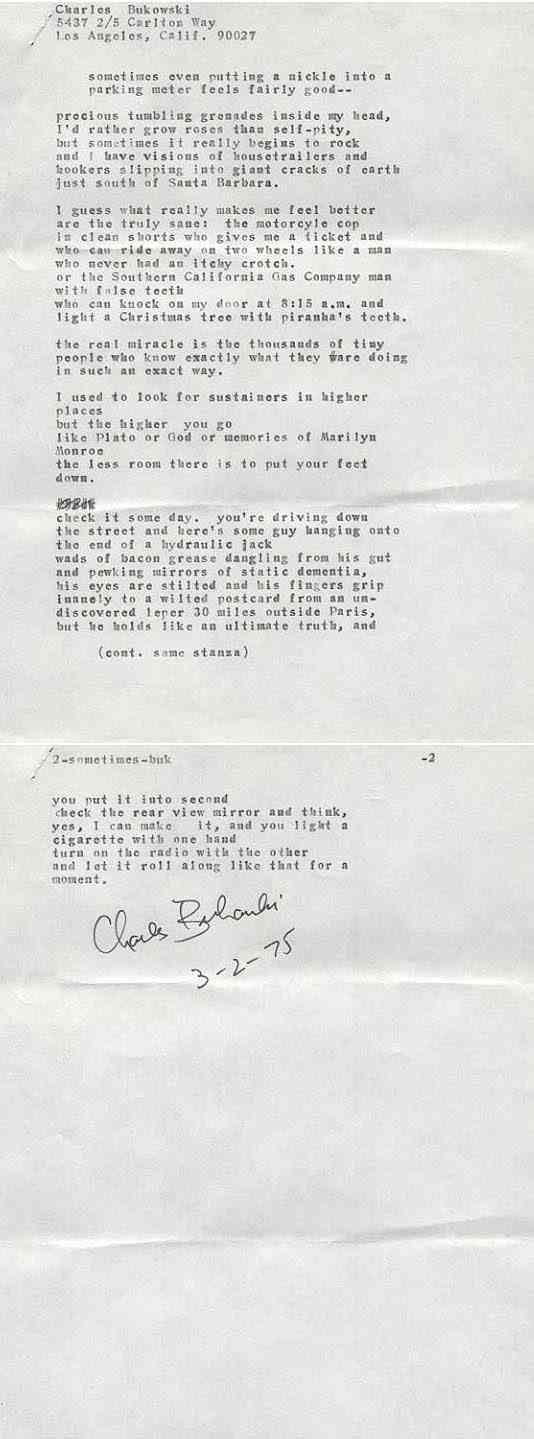 Charles Bukowski
5437 2/5 Carlton Way
Los Angeles, Calif. 90027
sometimes even putting a nickle into a
parking meter feels fairly good--
precious tumbling grenades inside my head,
I'd rather grow roses than self-pity,
but sometimes it really begins to rock
and I have visions of housetrailers and
hookers slipping into giant cracks of earth
just south of Santa Barbara.
I guess what really makes me feel better
are the truly sane: the motorcyle cop
in clean shorts who gives me a ticket and
who can ride away on two wheels like a man
who never had an itchy crotch.
or the Southern California Gas Company man
with false teeth
who can knock on my door at 8:15 a.m. and
light a Christmas tree with piranha's teeth.
the real miracle is the thousands of tiny
people who know exactly what they are doing
in such an exact way.
I used to look for sustainers in higher
places
but the higher you go
like Plato or God or memories of Marilyn
Monroe
the less room there is to put your feet
down.
check it some day. you're driving down
the street and here's some guy hanging onto
the end of a hydraulic jack
wads of bacon grease dangling from his gut
and pewking mirrors of static dementia,
his eyes are stilted and his fingers grip
inanely to a wilted postcard from an un-
discovered leper 30 miles outside Paris,
but he holds like an ultimate truth, and
(cont. same stanza)
2-sometimes-buk -2
you put it into second
check the rear view mirror and think,
yes, I can make it, and you light a
cigarette with one hand
turn on the radio with the other
and let it roll along like that for a
moment.
Charles Bukowski
3-2-75